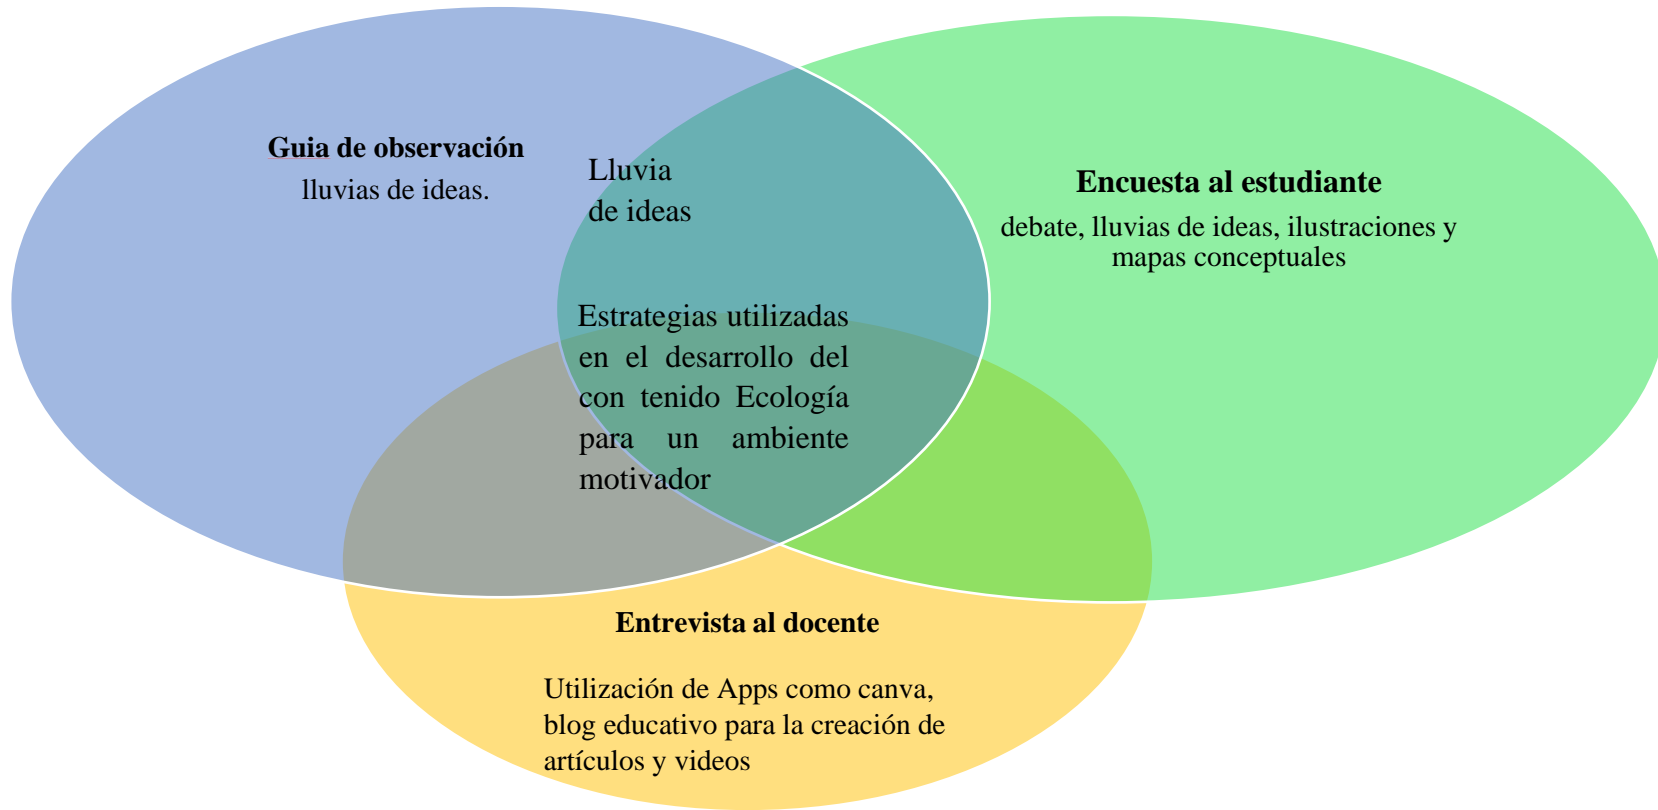 Guia de observación
lluvias de ideas.
Lluvia
de ideas
Encuesta al estudiante
debate, lluvias de ideas, ilustraciones y
mapas conceptuales
Estrategias utilizadas
en el desarrollo del
con tenido Ecología
para un ambiente
motivador
Entrevista al docente
Utilización de Apps como canva,
blog educativo para la creación de
artículos y videos